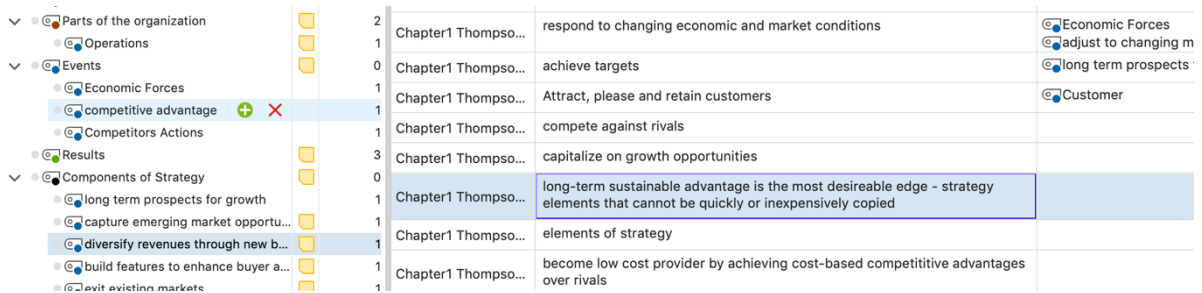 Parts of the organization 2
Operations 1
Events 0
Economic Forces 1
competitive advantage 1
Competitors Actions 1
Results 3
Components of Strategy 0
long term prospects for growth 1
capture emerging market opportu... 1
diversify revenues through new b... 1
build features to enhance buyer a... 1
exit existing markets 1
Chapter1 Thompso... respond to changing economic and market conditions Economic Forces
adjust to changing m
Chapter1 Thompso... achieve targets long term prospects
Chapter1 Thompso... Attract, please and retain customers Customer
Chapter1 Thompso... compete against rivals
Chapter1 Thompso... capitalize on growth opportunities
Chapter1 Thompso... long-term sustainable advantage is the most desireable edge - strategy
elements that cannot be quickly or inexpensively copied
Chapter1 Thompso... elements of strategy
Chapter1 Thompso... become low cost provider by achieving cost-based competititive advantages
over rivals